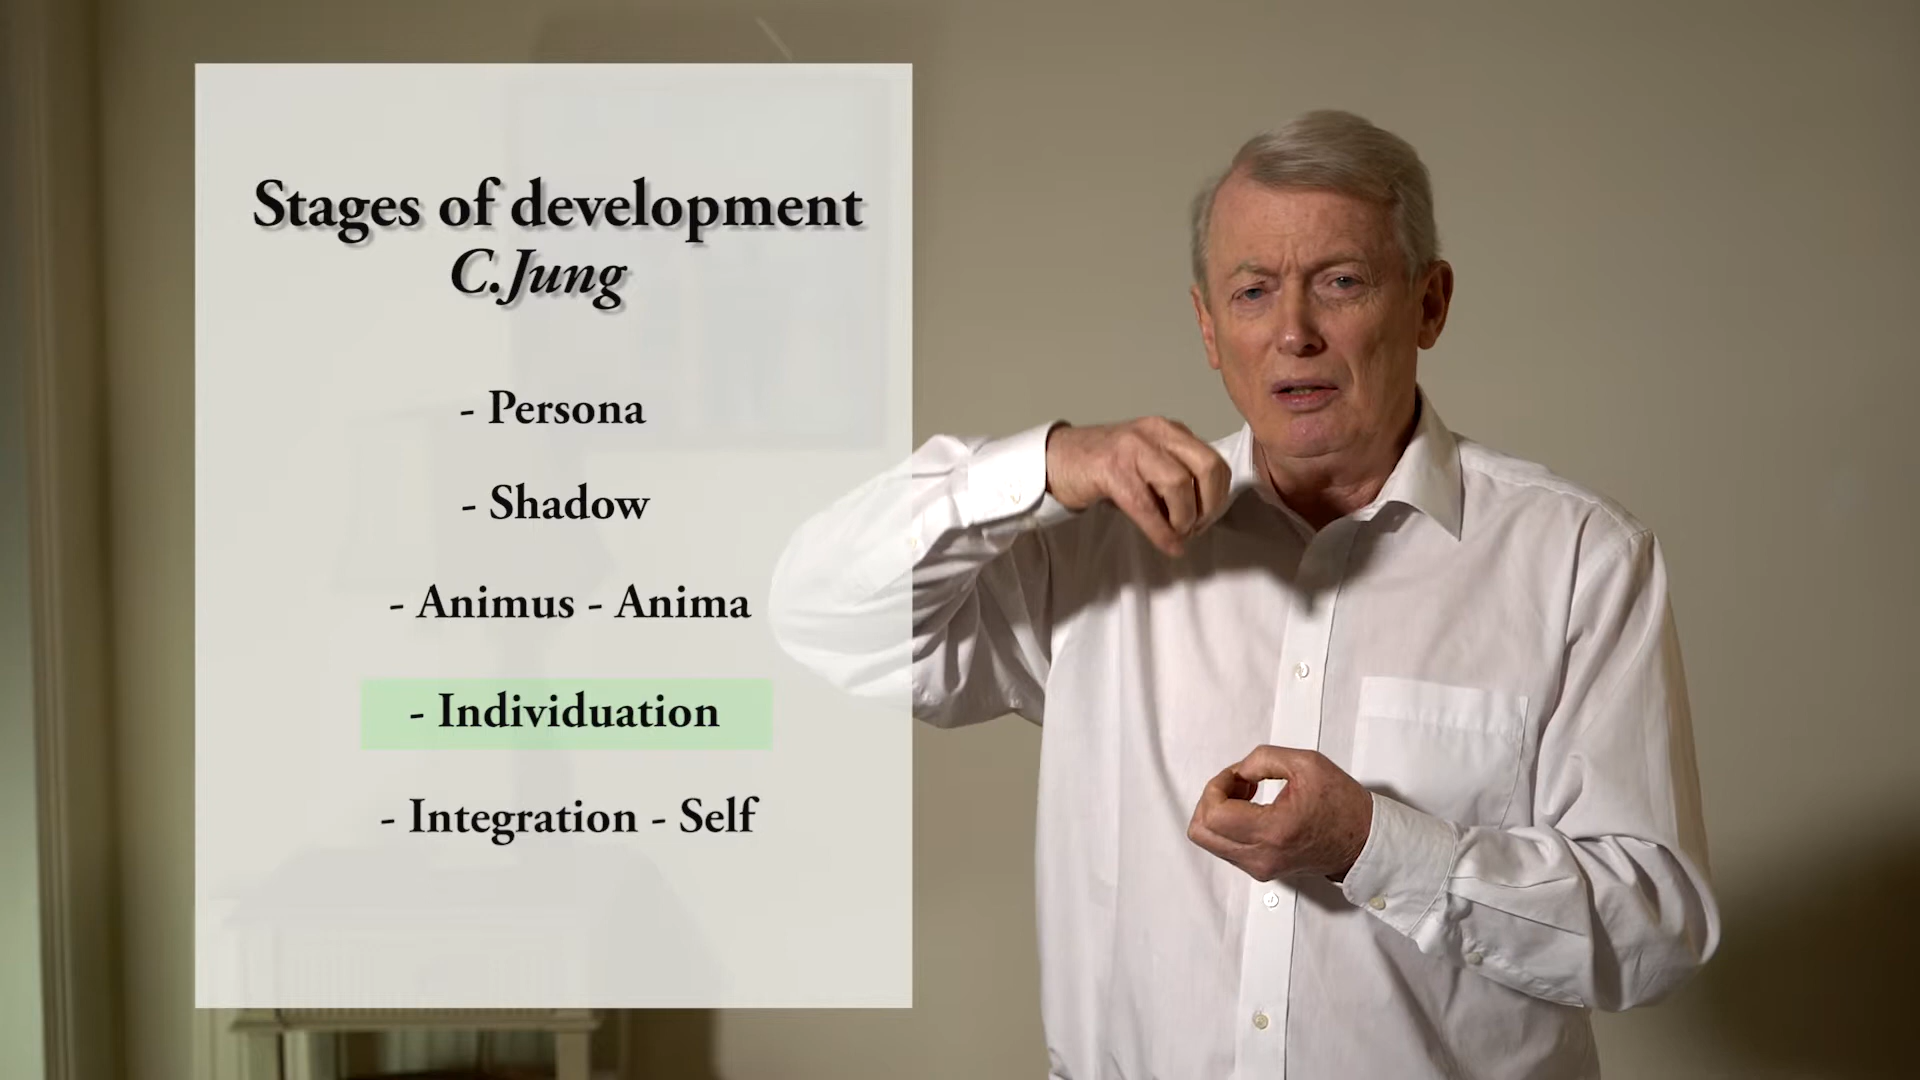 Stages of development
C.Jung
- Persona
- Shadow
- Animus - Anima
- Individuation
- Integration - Self